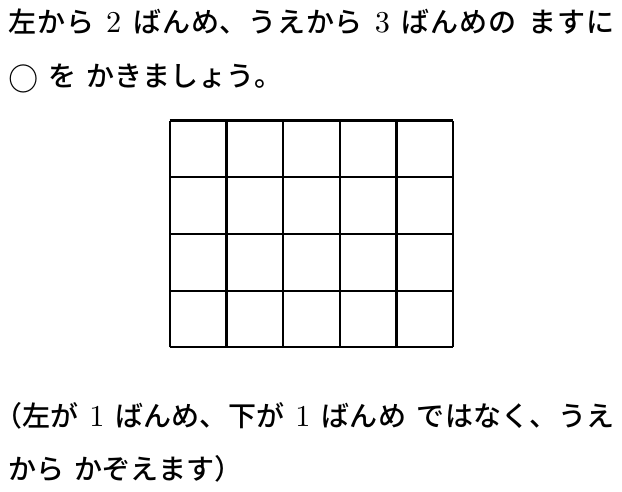 左から 2 ばんめ、うえから 3 ばんめの ますに
◯ を かきましょう。
(左が 1 ばんめ、下が 1 ばんめ ではなく、うえ
から かぞえます)